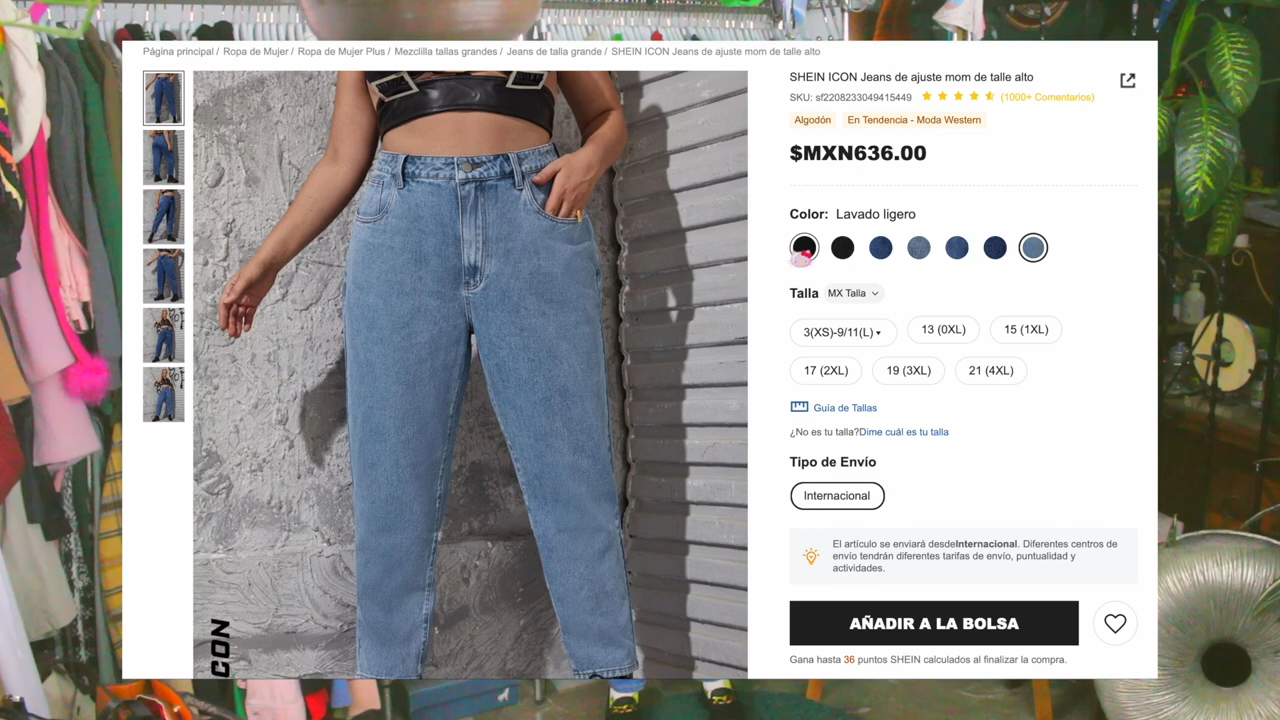 Página principal / Ropa de Mujer / Ropa de Mujer Plus / Mezclilla tallas grandes / Jeans de talla grande / SHEIN ICON Jeans de ajuste mom de talle alto
SHEIN ICON Jeans de ajuste mom de talle alto
SKU: sf2208233049415449 (1000+ Comentarios)
Algodón En Tendencia - Moda Western
$MXN636.00
Color: Lavado ligero
Talla MX Talla
3(XS)-9/11(L) 13 (0XL) 15 (1XL)
17 (2XL) 19 (3XL) 21 (4XL)
Guía de Tallas
¿No es tu talla?Dime cuál es tu talla
Tipo de Envío
Internacional
El artículo se enviará desdeInternacional. Diferentes centros de
envío tendrán diferentes tarifas de envío, puntualidad y
actividades.
AÑADIR A LA BOLSA
Gana hasta 36 puntos SHEIN calculados al finalizar la compra.
CON